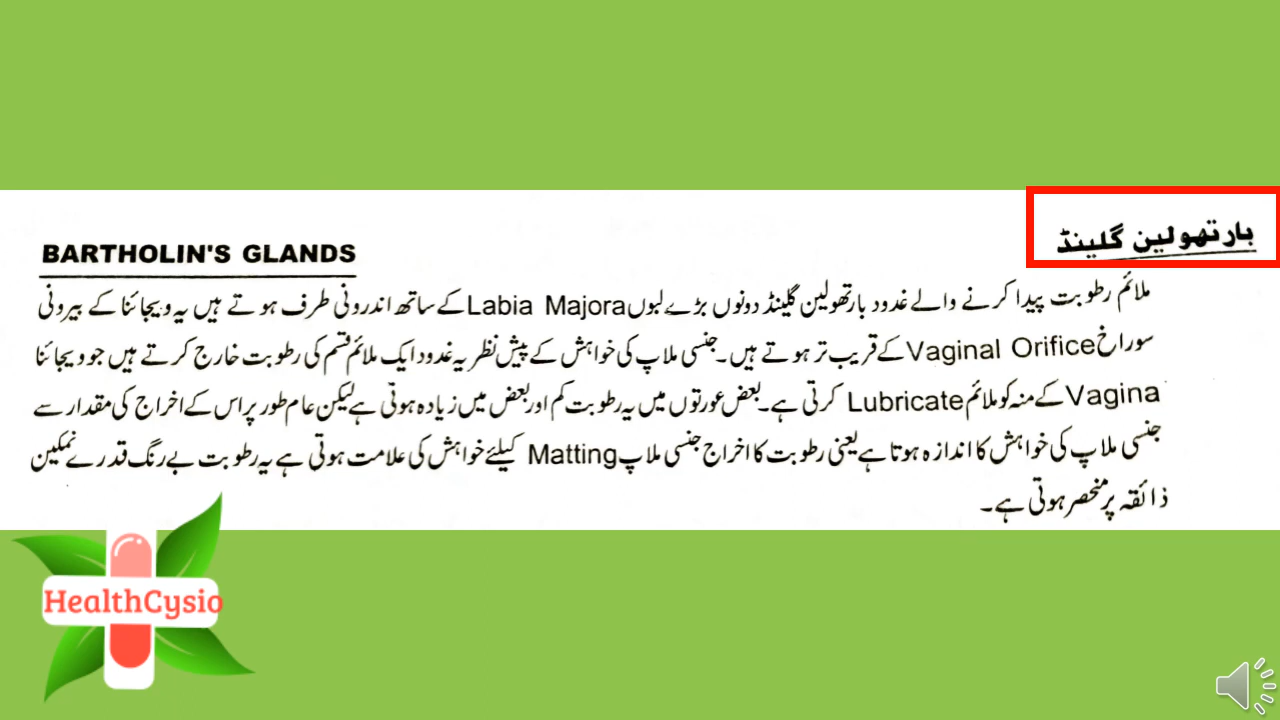 بارتھولین گلینڈ
BARTHOLIN'S GLANDS
ملائم رطوبت پیدا کرنے والے غدود بارتھولین گلینڈ دونوں بڑے لبوں Labia Majora کے ساتھ اندرونی طرف ہوتے ہیں یہ ویجائنا کے بیرونی
سوراخ Vaginal Orifice کے قریب تر ہوتے ہیں۔ جنسی ملاپ کی خواہش کے پیش نظر یہ غدود ایک ملائم قسم کی رطوبت خارج کرتے ہیں جو ویجائنا
Vagina کے منہ کو ملائم Lubricate کرتی ہے۔ بعض عورتوں میں یہ رطوبت کم اور بعض میں زیادہ ہوتی ہے لیکن عام طور پر اس کے اخراج کی مقدار سے
جنسی ملاپ کی خواہش کا اندازہ ہوتا ہے یعنی رطوبت کا اخراج جنسی ملاپ Matting کیلئے خواہش کی علامت ہوتی ہے یہ رطوبت بے رنگ قدرے نمکین
ذائقہ پر منحصر ہوتی ہے۔
HealthCysio